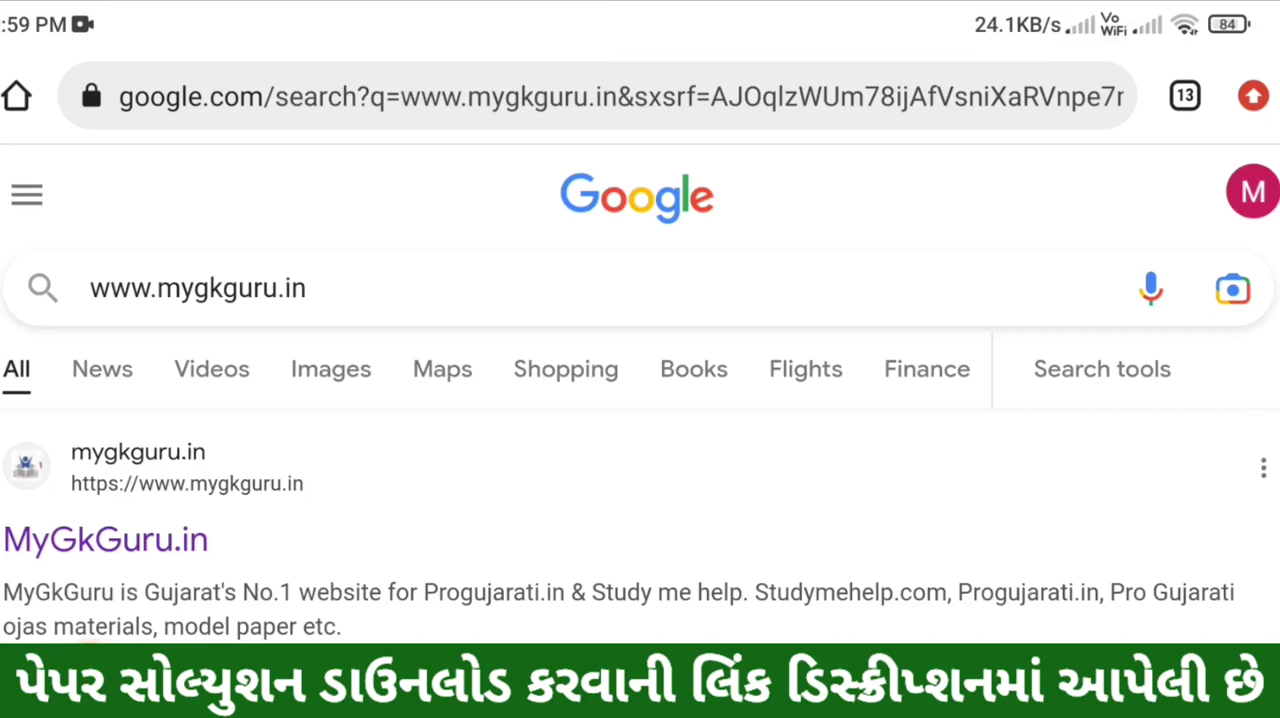 :59 PM
24.1KB/s Vo WiFi 84
google.com/search?q=www.mygkguru.in&sxsrf=AJOqlzWUm78ijAfVsniXaRVnpe7r
13
Google
M
www.mygkguru.in
All News Videos Images Maps Shopping Books Flights Finance Search tools
mygkguru.in
https://www.mygkguru.in
MyGkGuru.in
MyGkGuru is Gujarat's No.1 website for Progujarati.in & Study me help. Studymehelp.com, Progujarati.in, Pro Gujarati
ojas materials, model paper etc.
પેપર સોલ્યુશન ડાઉનલોડ કરવાની લિંક ડિસ્ક્રીપ્શનમાં આપેલી છે